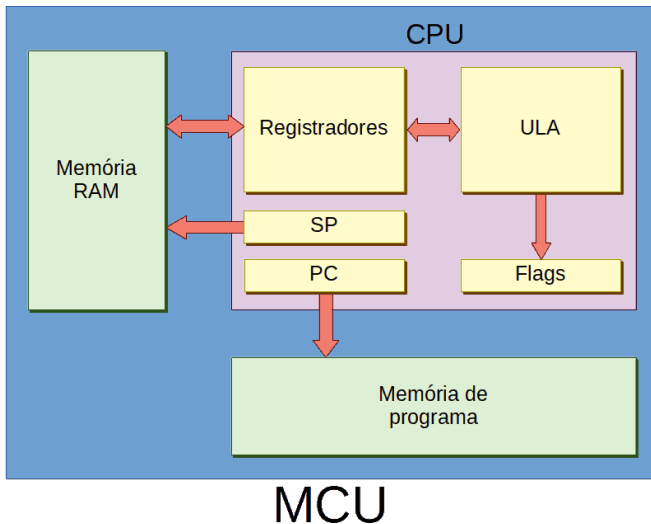 CPU
Registradores
ULA
Memória
RAM
SP
PC
Flags
Memória de
programa
MCU